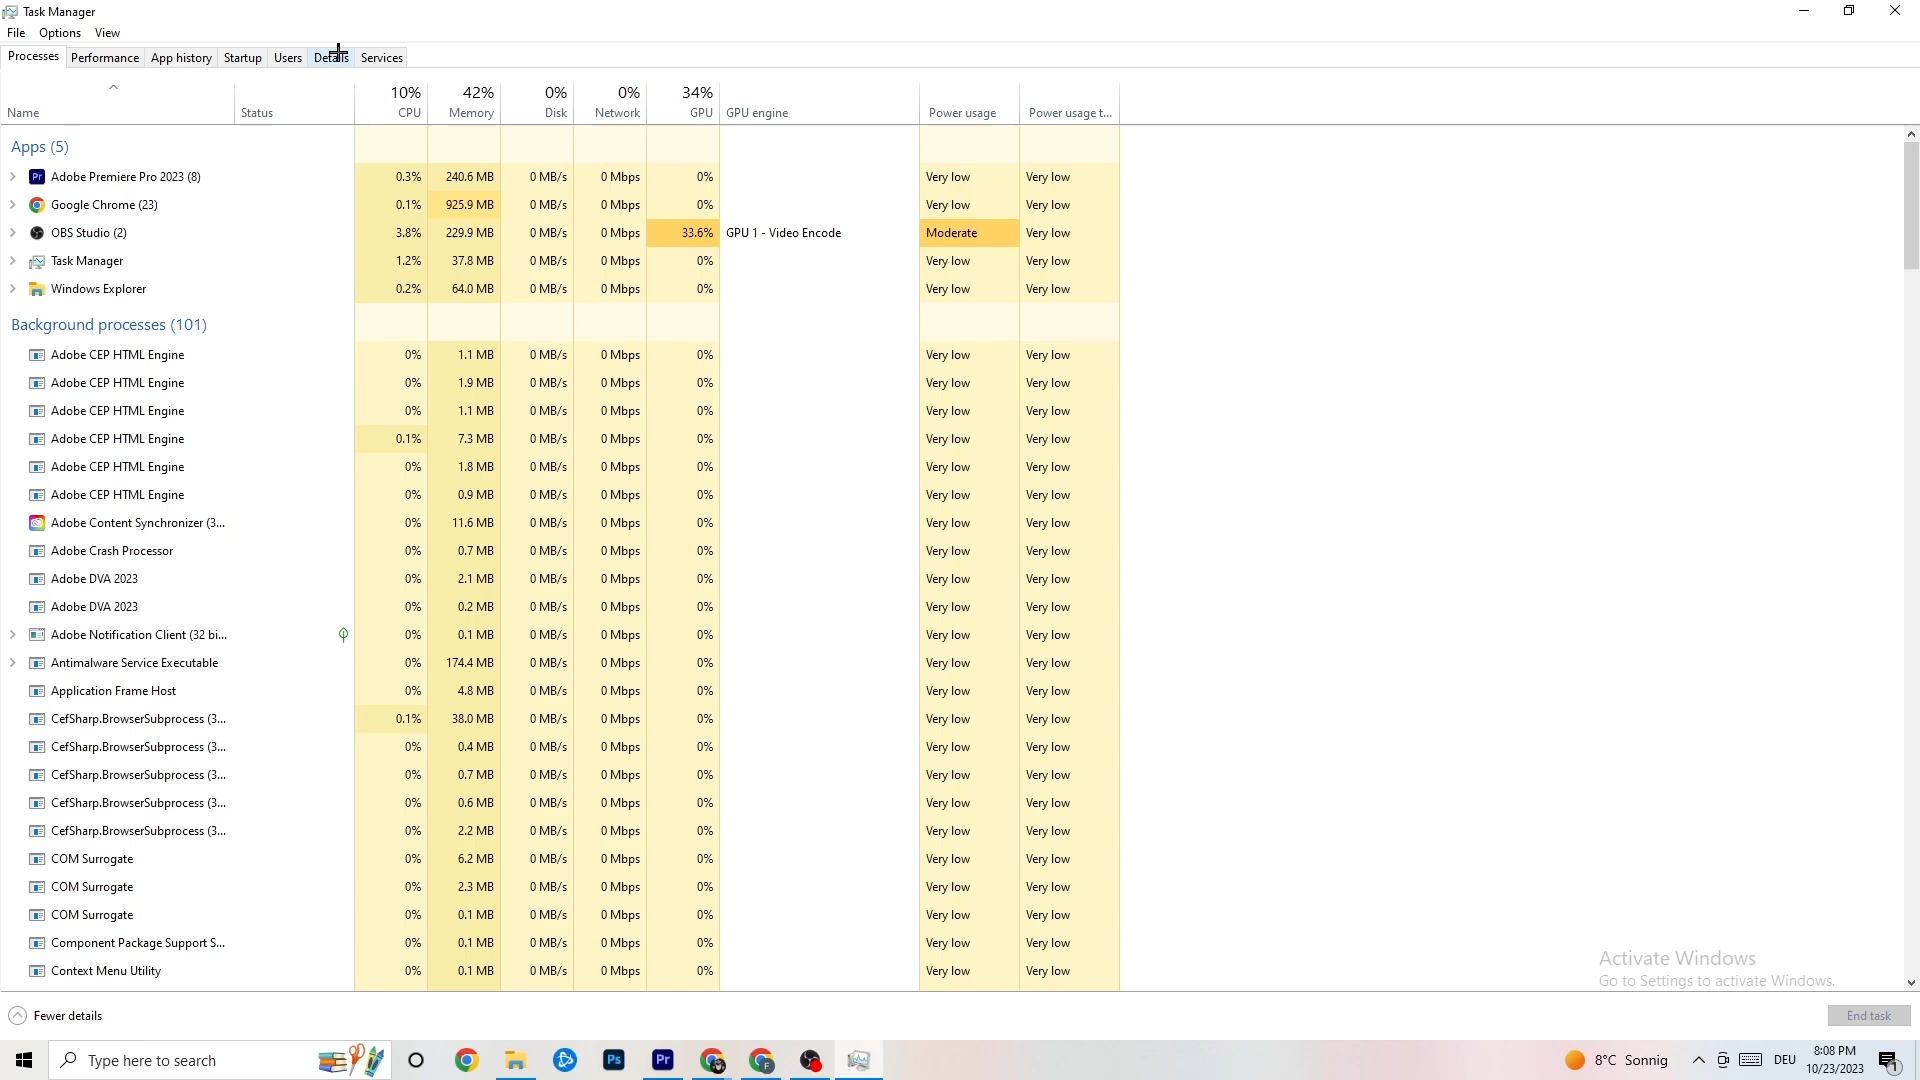 Task Manager
File Options View
Processes Performance App history Startup Users Details Services
10% 42% 0% 0% 34%
Name Status CPU Memory Disk Network GPU GPU engine Power usage Power usage t...
Apps (5)
Adobe Premiere Pro 2023 (8) 0.3% 240.6 MB 0 MB/s 0 Mbps 0% Very low Very low
Google Chrome (23) 0.1% 925.9 MB 0 MB/s 0 Mbps 0% Very low Very low
OBS Studio (2) 3.8% 229.9 MB 0 MB/s 0 Mbps 33.6% GPU 1 - Video Encode Moderate Very low
Task Manager 1.2% 37.8 MB 0 MB/s 0 Mbps 0% Very low Very low
Windows Explorer 0.2% 64.0 MB 0 MB/s 0 Mbps 0% Very low Very low
Background processes (101)
Adobe CEP HTML Engine 0% 1.1 MB 0 MB/s 0 Mbps 0% Very low Very low
Adobe CEP HTML Engine 0% 1.9 MB 0 MB/s 0 Mbps 0% Very low Very low
Adobe CEP HTML Engine 0% 1.1 MB 0 MB/s 0 Mbps 0% Very low Very low
Adobe CEP HTML Engine 0.1% 7.3 MB 0 MB/s 0 Mbps 0% Very low Very low
Adobe CEP HTML Engine 0% 1.8 MB 0 MB/s 0 Mbps 0% Very low Very low
Adobe CEP HTML Engine 0% 0.9 MB 0 MB/s 0 Mbps 0% Very low Very low
Adobe Content Synchronizer (3... 0% 11.6 MB 0 MB/s 0 Mbps 0% Very low Very low
Adobe Crash Processor 0% 0.7 MB 0 MB/s 0 Mbps 0% Very low Very low
Adobe DVA 2023 0% 2.1 MB 0 MB/s 0 Mbps 0% Very low Very low
Adobe DVA 2023 0% 0.2 MB 0 MB/s 0 Mbps 0% Very low Very low
Adobe Notification Client (32 bi... 0% 0.1 MB 0 MB/s 0 Mbps 0% Very low Very low
Antimalware Service Executable 0% 174.4 MB 0 MB/s 0 Mbps 0% Very low Very low
Application Frame Host 0% 4.8 MB 0 MB/s 0 Mbps 0% Very low Very low
CefSharp.BrowserSubprocess (3... 0.1% 38.0 MB 0 MB/s 0 Mbps 0% Very low Very low
CefSharp.BrowserSubprocess (3... 0% 0.4 MB 0 MB/s 0 Mbps 0% Very low Very low
CefSharp.BrowserSubprocess (3... 0% 0.7 MB 0 MB/s 0 Mbps 0% Very low Very low
CefSharp.BrowserSubprocess (3... 0% 0.6 MB 0 MB/s 0 Mbps 0% Very low Very low
CefSharp.BrowserSubprocess (3... 0% 2.2 MB 0 MB/s 0 Mbps 0% Very low Very low
COM Surrogate 0% 6.2 MB 0 MB/s 0 Mbps 0% Very low Very low
COM Surrogate 0% 2.3 MB 0 MB/s 0 Mbps 0% Very low Very low
COM Surrogate 0% 0.1 MB 0 MB/s 0 Mbps 0% Very low Very low
Component Package Support S... 0% 0.1 MB 0 MB/s 0 Mbps 0% Very low Very low
Context Menu Utility 0% 0.1 MB 0 MB/s 0 Mbps 0% Very low Very low
Activate Windows
Go to Settings to activate Windows.
Fewer details End task
Type here to search Ps Pr F 8°C Sonnig DEU 8:08 PM
10/23/2023 1